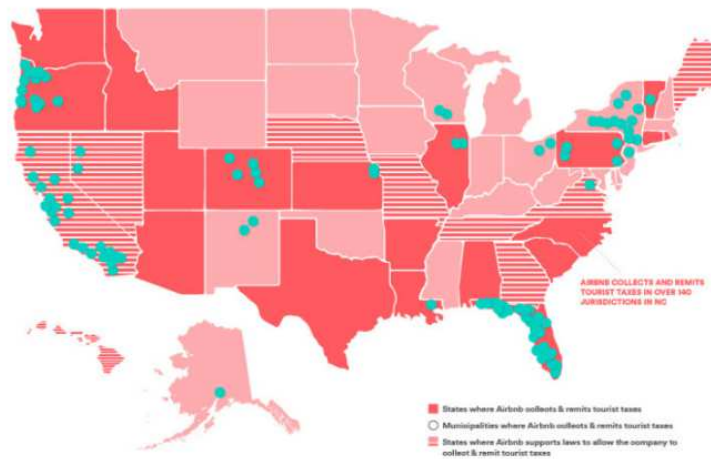 AIRBNB COLLECTS AND REMITS
TOURIST TAXES IN OVER 140
JURISDICTIONS IN NC
States where Airbnb collects & remits tourist taxes
Municipalities where Airbnb collects & remits tourist taxes
States where Airbnb supports laws to allow the company to
collect & remit tourist taxes